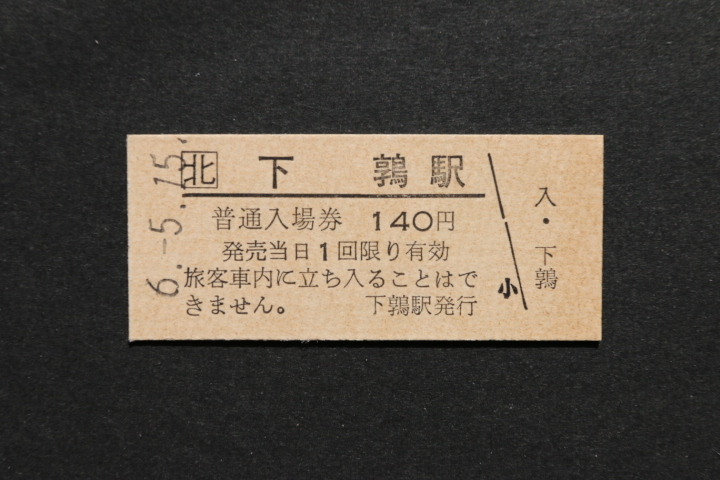 6.-5.15
北 下鶉駅
普通入場券 140円
発売当日1回限り有効
旅客車内に立ち入ることはで
きません。 下鶉駅発行
小
入・下鶉